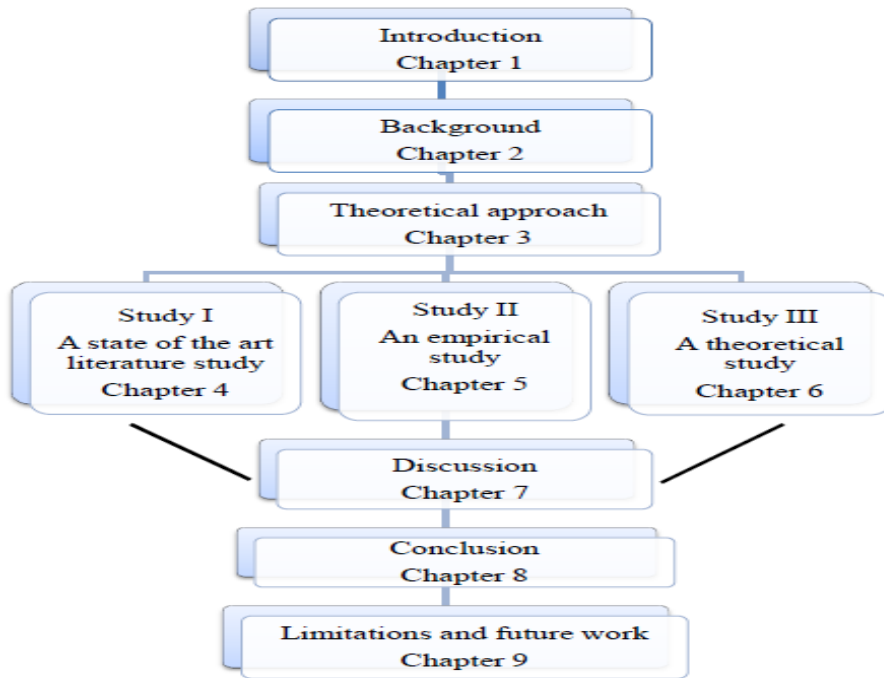 Introduction
Chapter 1
Background
Chapter 2
Theoretical approach
Chapter 3
Study I
A state of the art
literature study
Chapter 4
Study II
An empirical
study
Chapter 5
Study III
A theoretical
study
Chapter 6
Discussion
Chapter 7
Conclusion
Chapter 8
Limitations and future work
Chapter 9